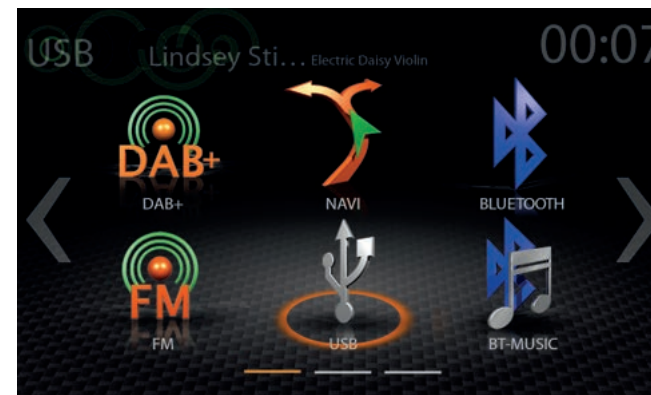 USB Lindsey Sti... Electric Daisy Violin 00:07
DAB+
DAB+ NAVI BLUETOOTH
FM
FM USB BT-MUSIC